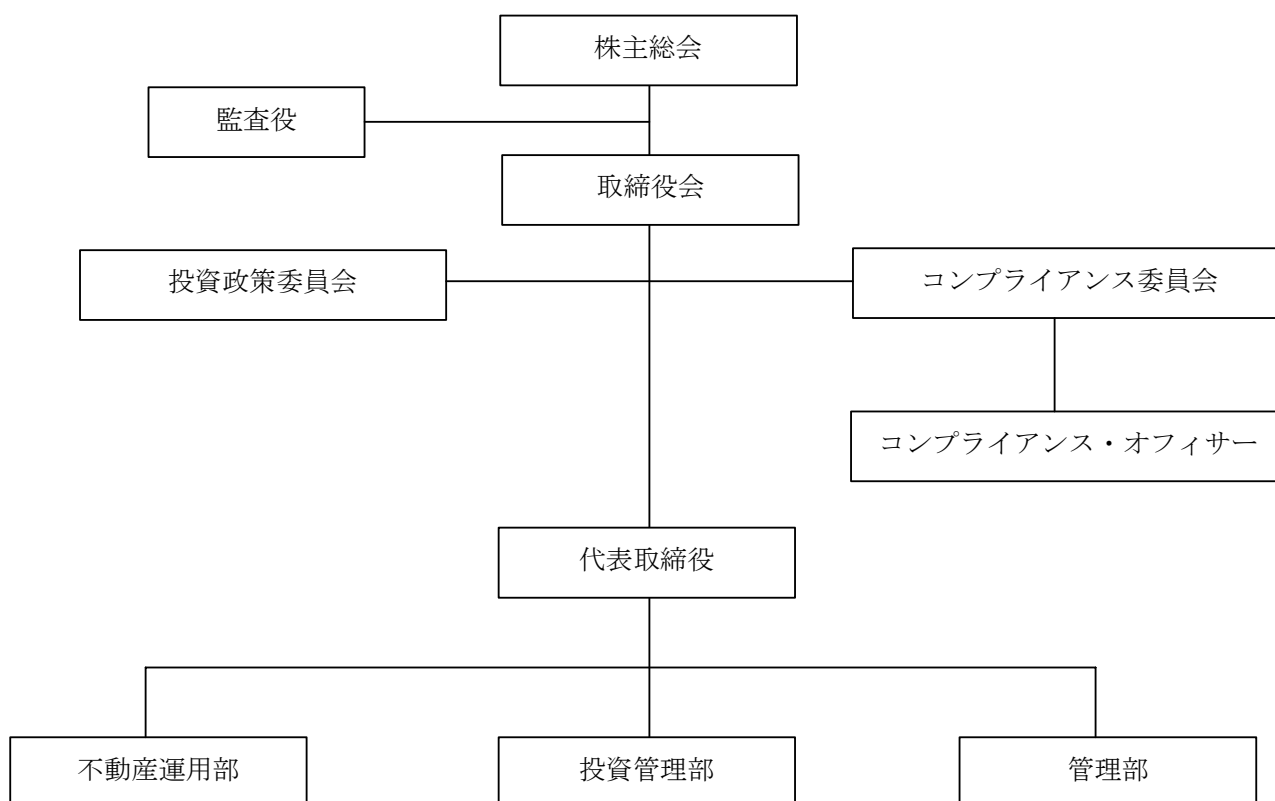 株主総会
監査役
取締役会
投資政策委員会
コンプライアンス委員会
コンプライアンス・オフィサー
代表取締役
不動産運用部
投資管理部
管理部